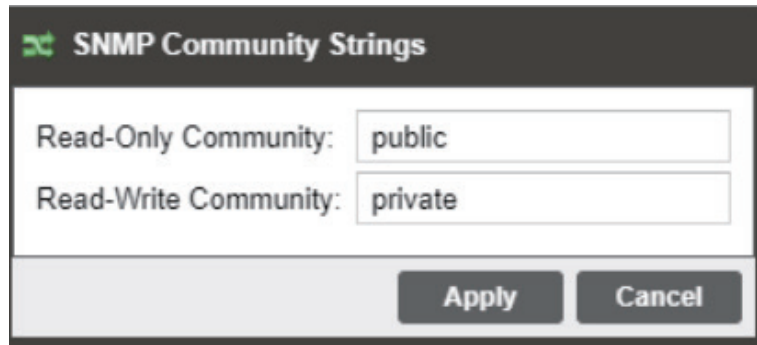 SNMP Community Strings
Read-Only Community: public
Read-Write Community: private
Apply Cancel